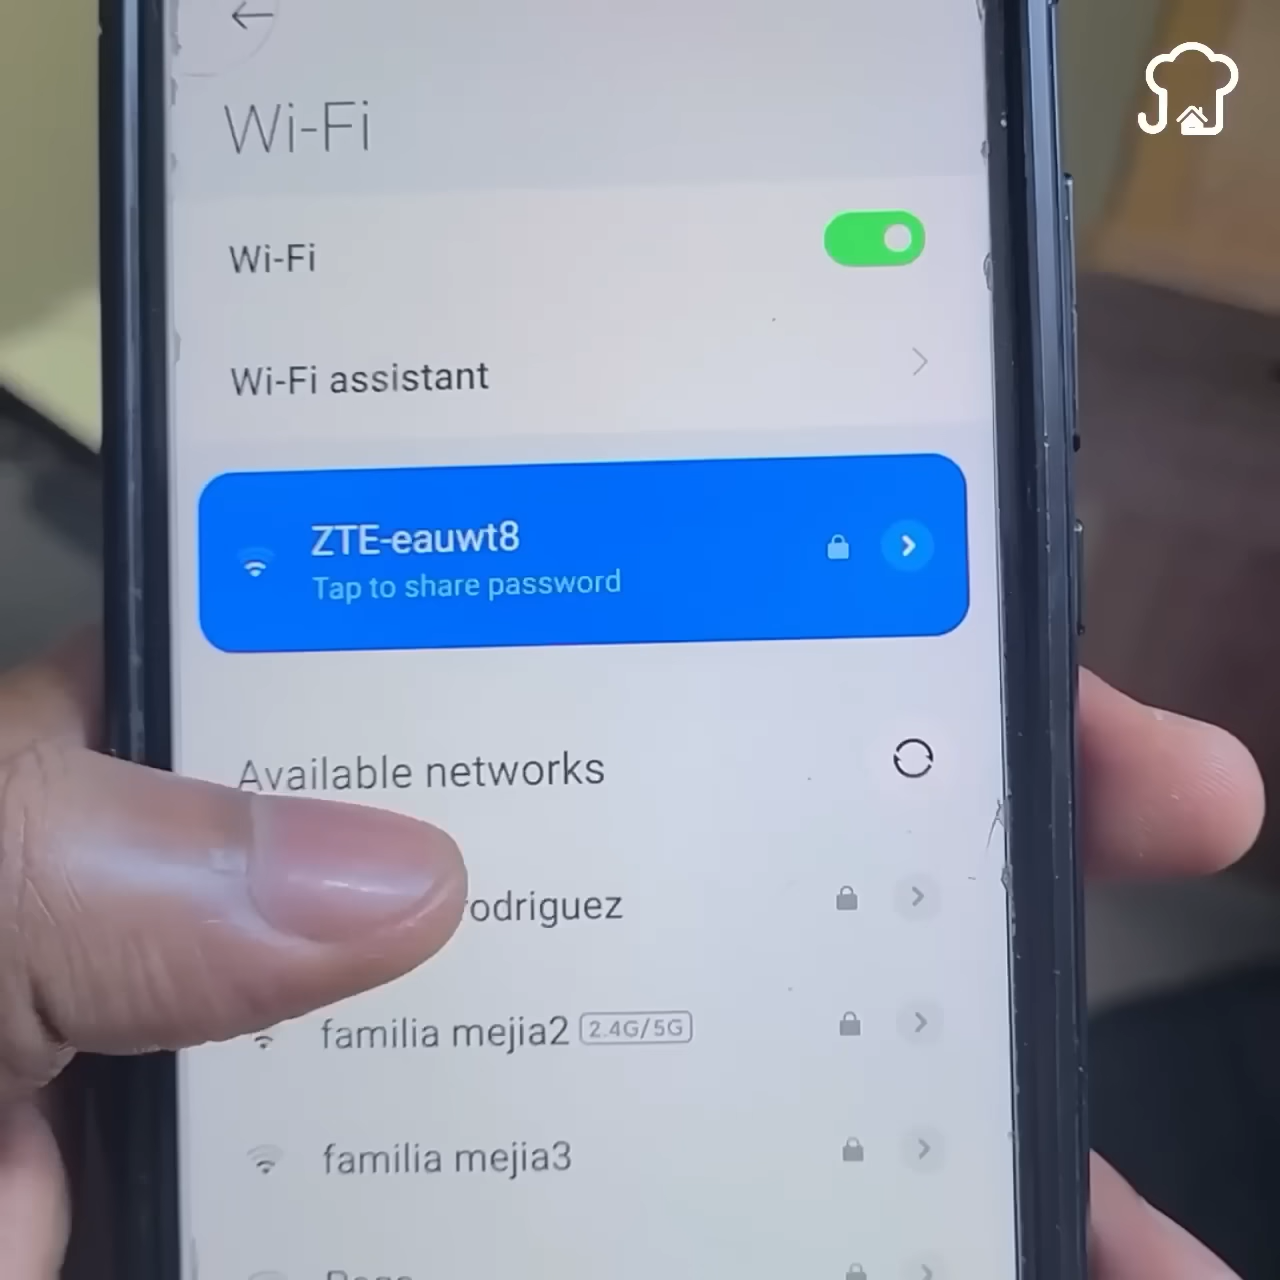 Wi-Fi
Wi-Fi
Wi-Fi assistant
ZTE-eauwt8
Tap to share password
Available networks
familia mejia2 2.4G/5G
familia mejia3